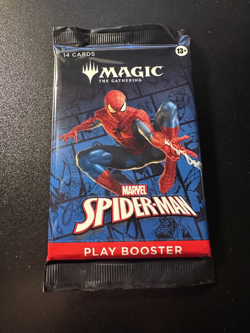 14 CARDS
13+
MAGIC
THE GATHERING
MARVEL
SPIDER-MAN
PLAY BOOSTER